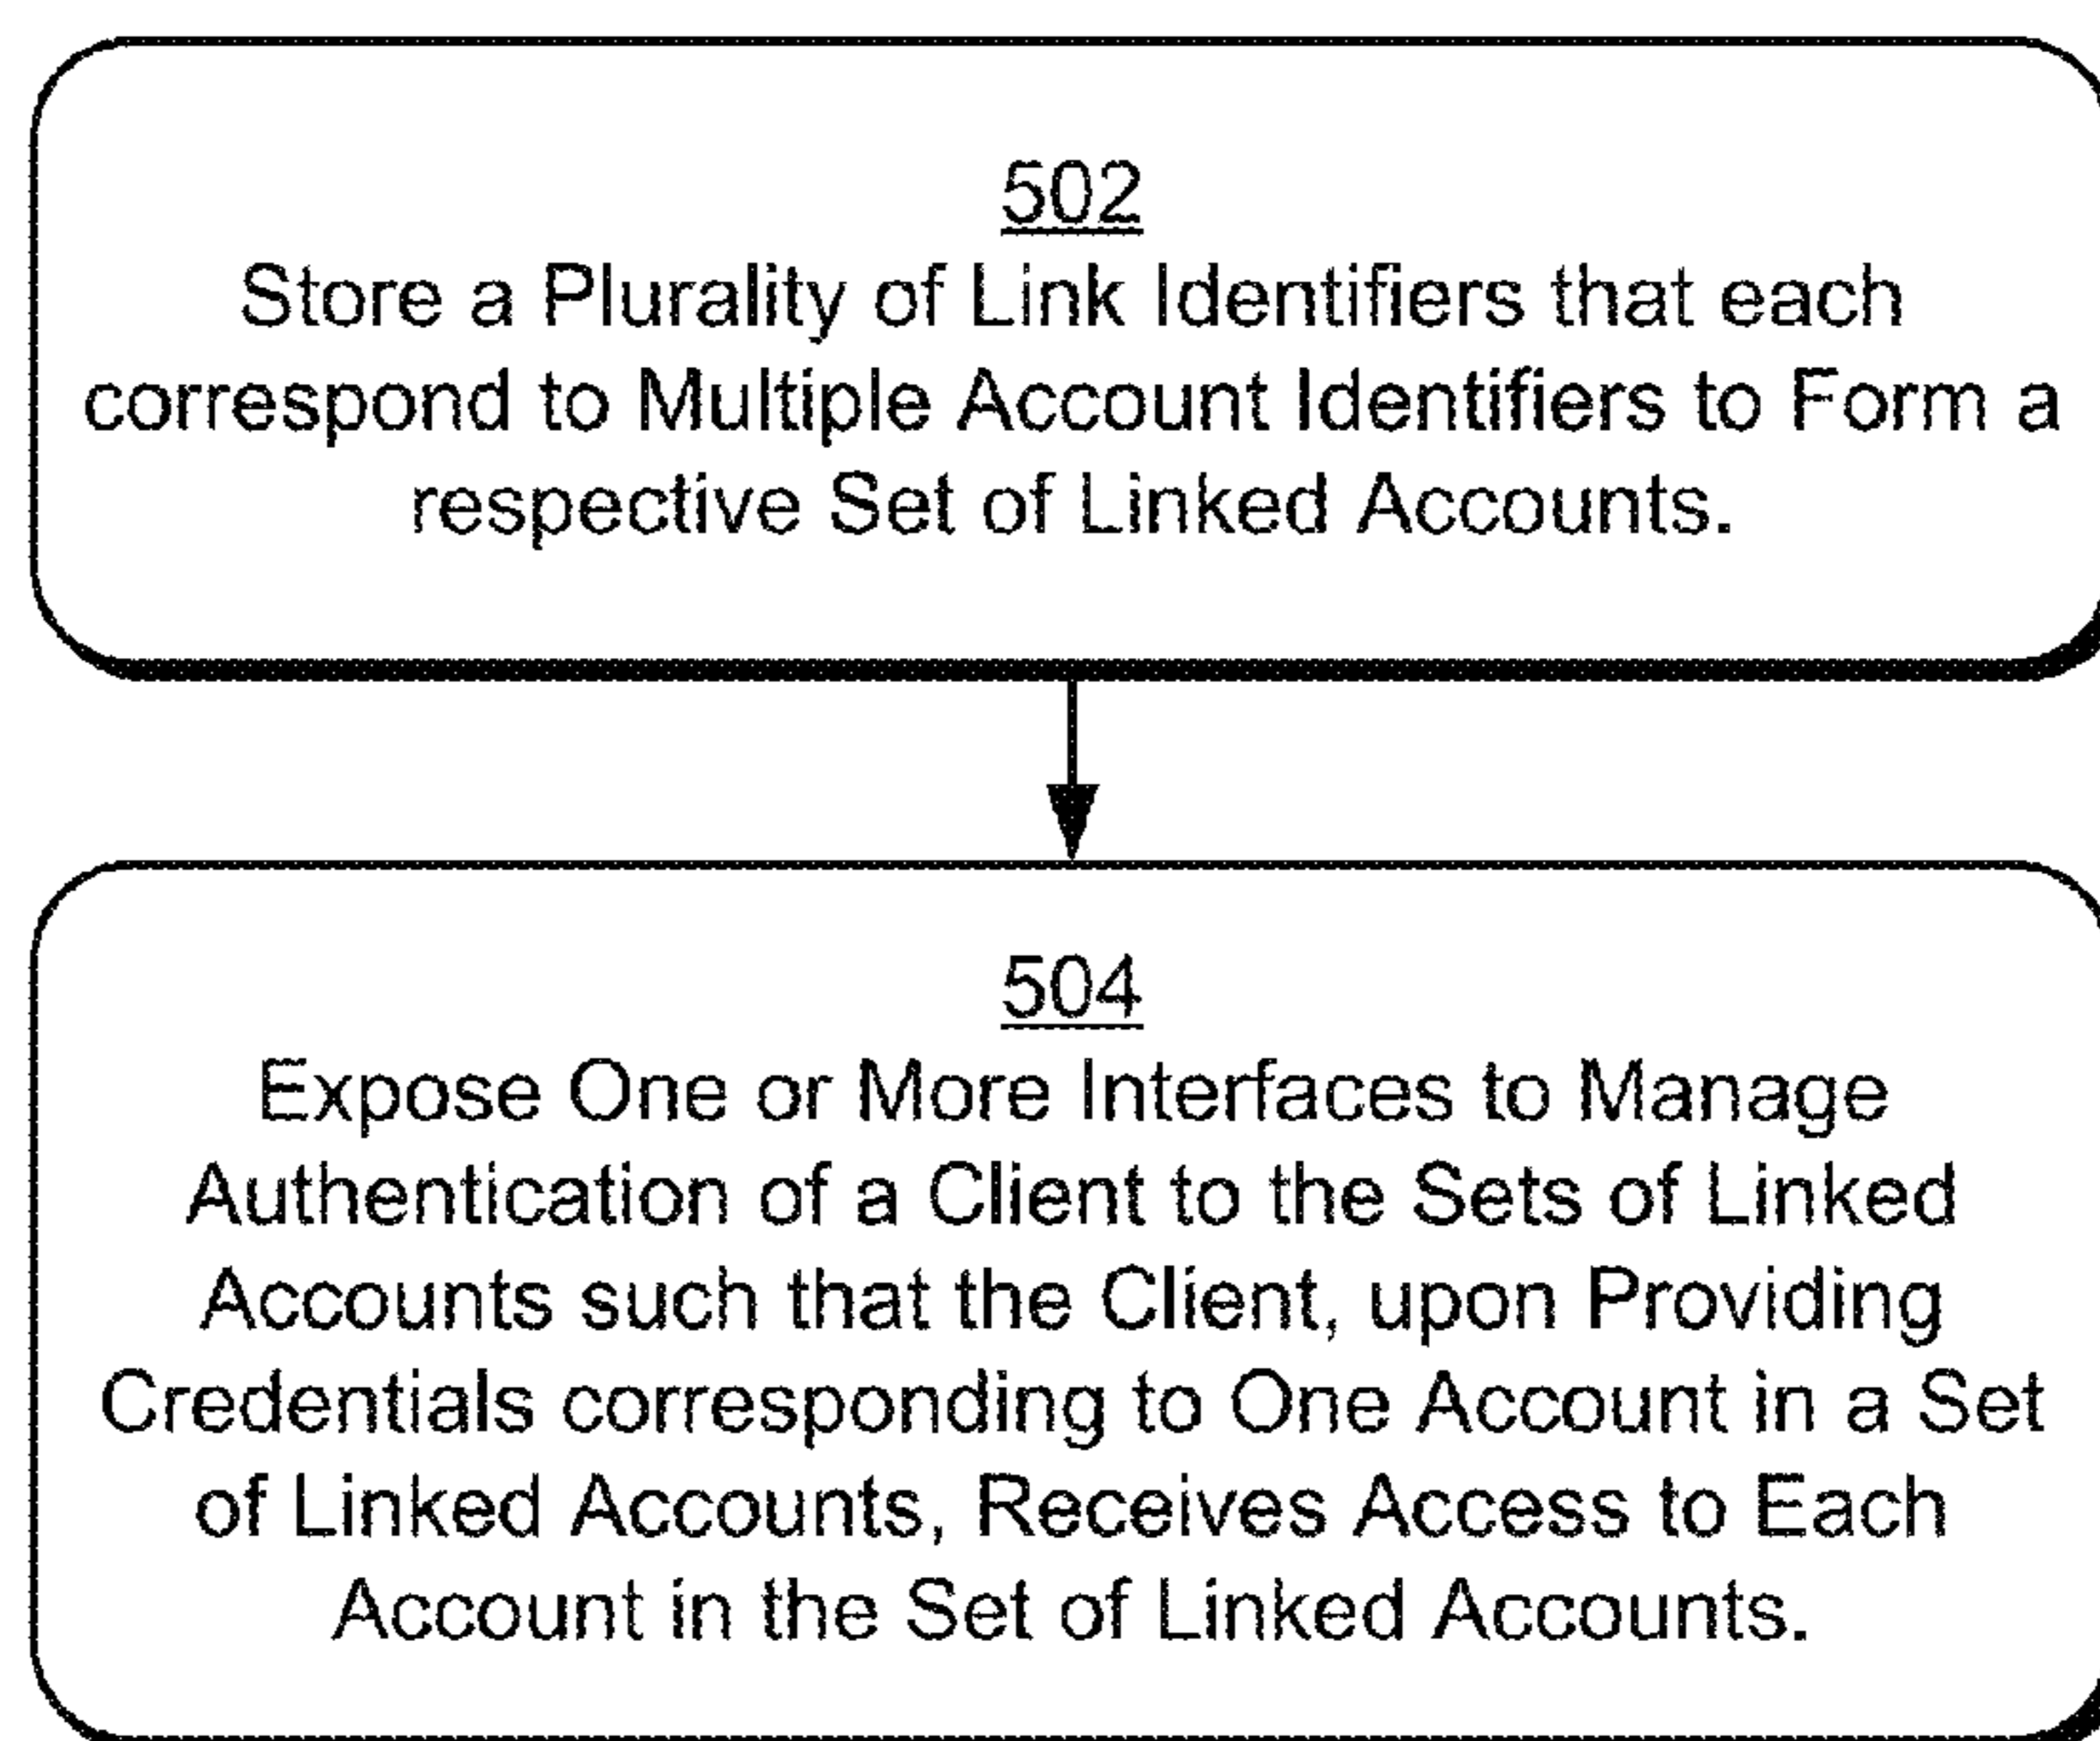 502
Store a Plurality of Link Identifiers that each
correspond to Multiple Account Identifiers to Form a
respective Set of Linked Accounts.
504
Expose One or More Interfaces to Manage
Authentication of a Client to the Sets of Linked
Accounts such that the Client, upon Providing
Credentials corresponding to One Account in a Set
of Linked Accounts, Receives Access to Each
Account in the Set of Linked Accounts.